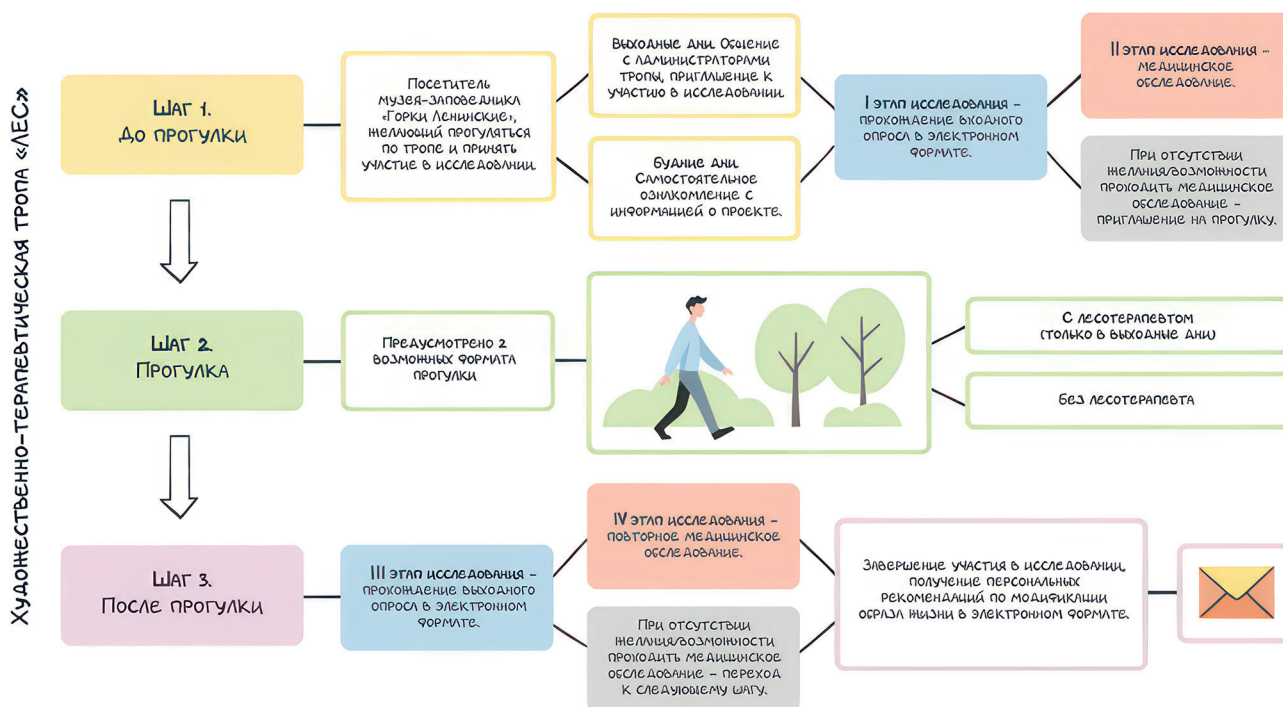 Художественно-терапевтическая тропа «ЛЕС»
Шаг 1.
До прогулки
Посетитель
музея-заповедника
«Горки Ленинские»,
желающий прогуляться
по тропе и принять
участие в исследовании.
Выходные дни. Общение
с администраторами
тропы, приглашение к
участию в исследовании.
Будние дни.
Самостоятельное
ознакомление с
информацией о проекте.
I этап исследования –
прохождение входного
опроса в электронном
формате.
II этап исследования –
медицинское
обследование.
При отсутствии
желания/возможности
проходить медицинское
обследование –
приглашение на прогулку.
Шаг 2.
Прогулка
Предусмотрено 2
возможных формата
прогулки
С лесотерапевтом
(только в выходные дни)
Без лесотерапевта
Шаг 3.
После прогулки
III этап исследования –
прохождение выходного
опроса в электронном
формате.
IV этап исследования –
повторное медицинское
обследование.
При отсутствии
желания/возможности
проходить медицинское
обследование – переход
к следующему шагу.
Завершение участия в исследовании,
получение персональных
рекомендаций по модификации
образа жизни в электронном формате.